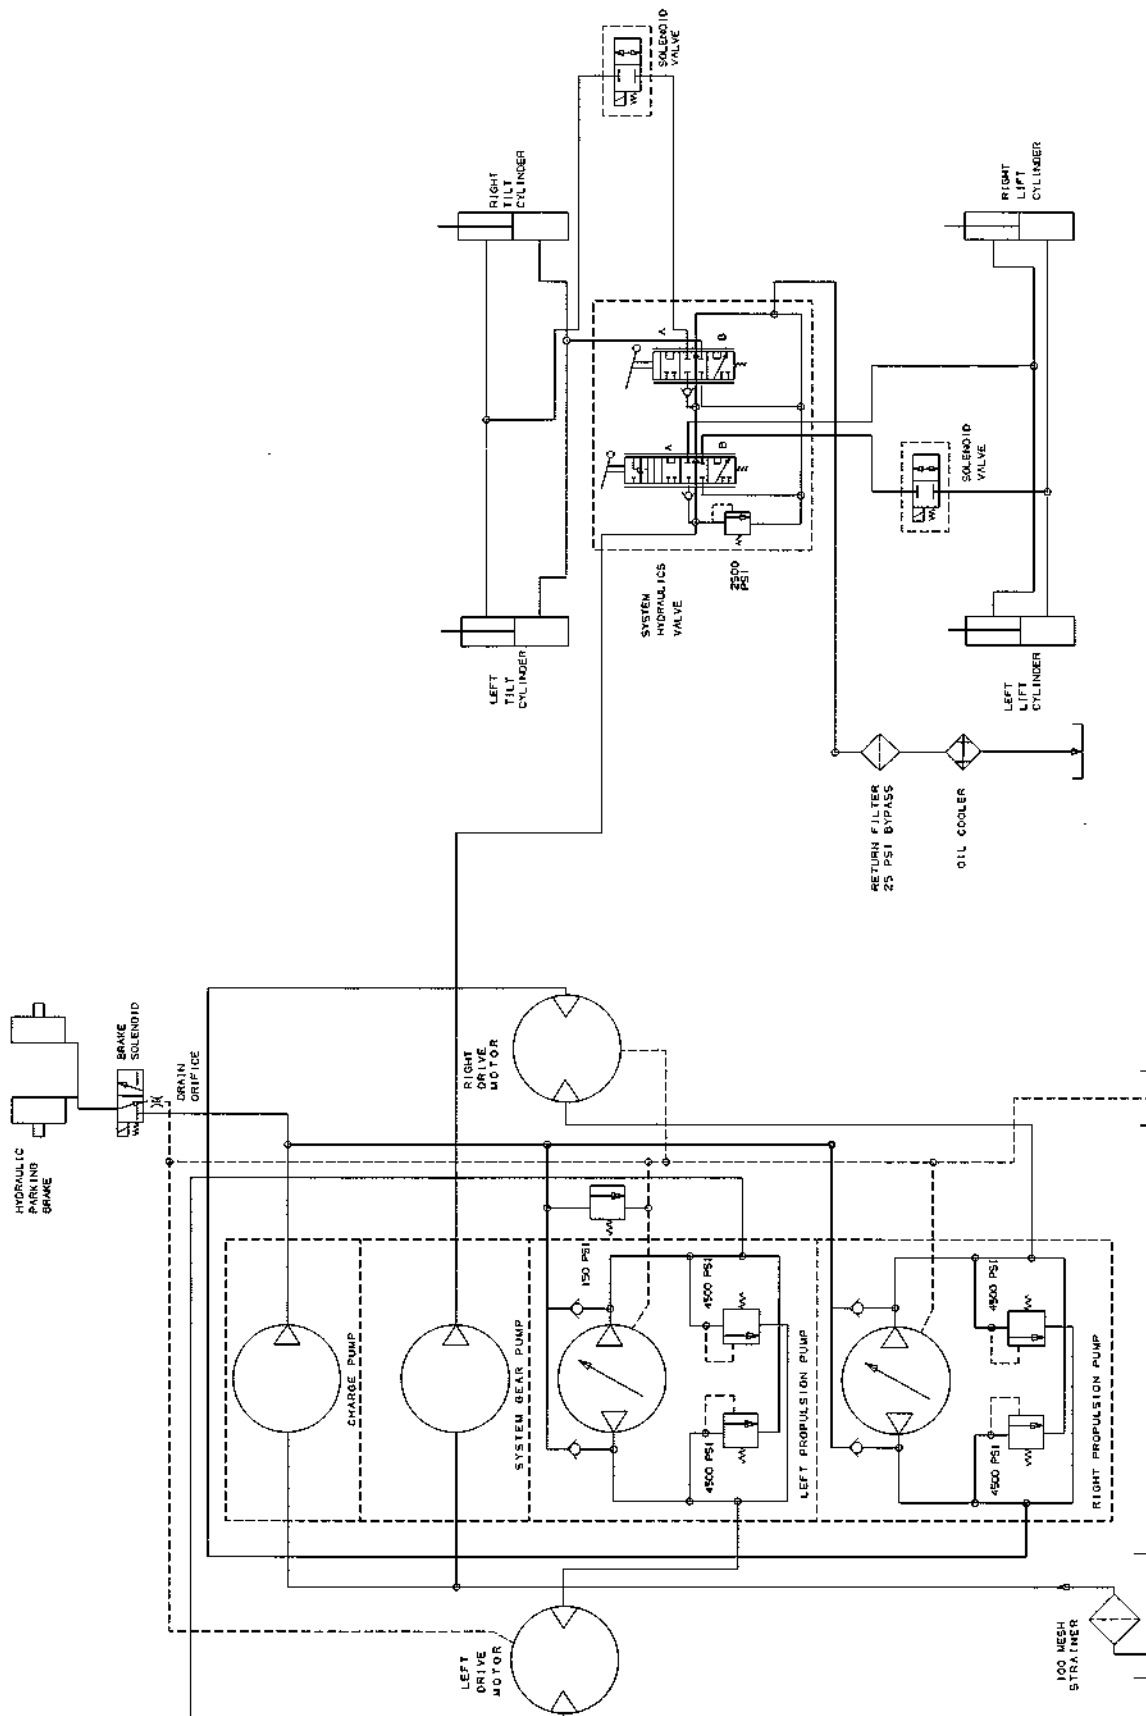 SOLENOID
VALVE
RIGHT
TILT
CYLINDER
RIGHT
LIFT
CYLINDER
A
B
A
B
SOLENOID
VALVE
2500
PSI
SYSTEM
HYDRAULICS
VALVE
LEFT
TILT
CYLINDER
LEFT
LIFT
CYLINDER
RETURN FILTER
25 PSI BYPASS
OIL COOLER
HYDRAULIC
PARKING
BRAKE
BRAKE
SOLENOID
DRAIN
ORIFICE
RIGHT
DRIVE
MOTOR
CHARGE PUMP
SYSTEM GEAR PUMP
150 PSI
4500 PSI
4500 PSI
LEFT PROPULSION PUMP
4500 PSI
4500 PSI
RIGHT PROPULSION PUMP
LEFT
DRIVE
MOTOR
100 MESH
STRAINER